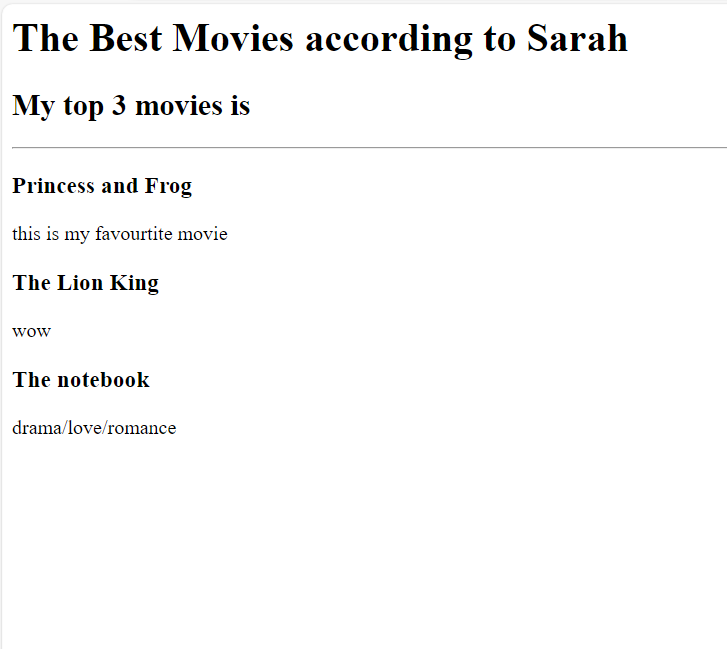 The Best Movies according to Sarah
My top 3 movies is
Princess and Frog
this is my favourtite movie
The Lion King
wow
The notebook
drama/love/romance